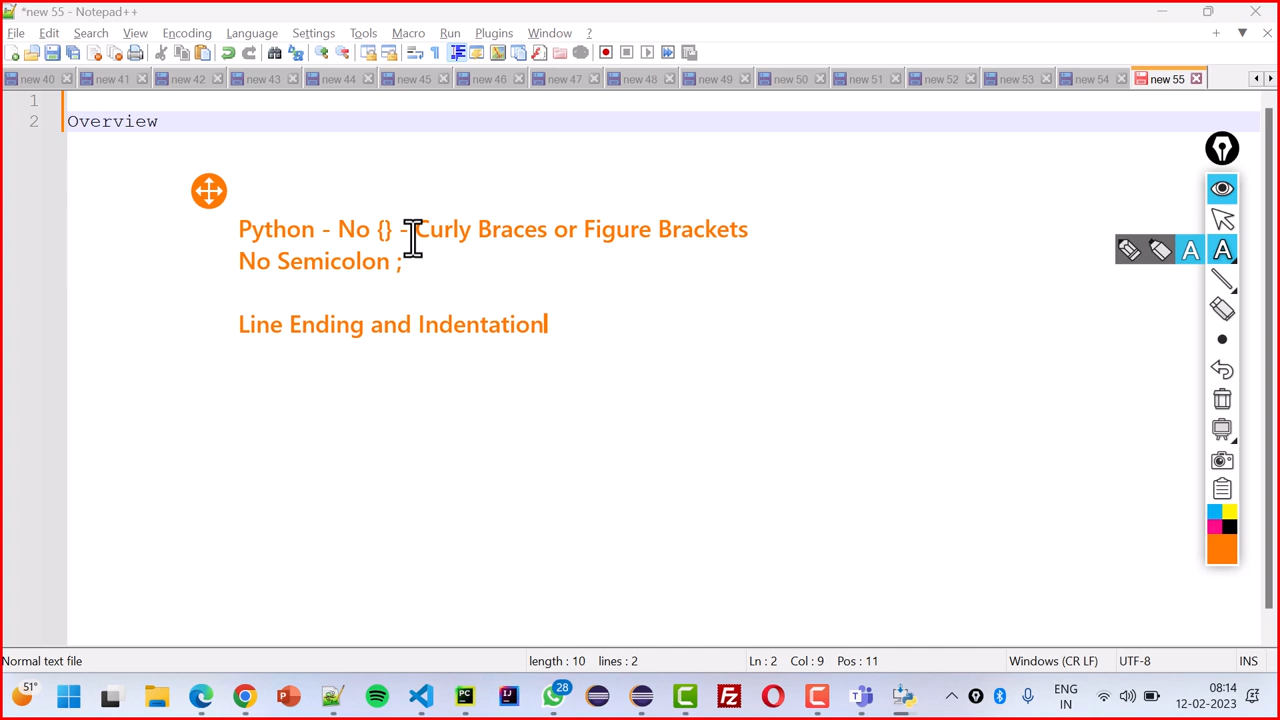 *new 55 - Notepad++
File Edit Search View Encoding Language Settings Tools Macro Run Plugins Window ?
new 40 new 41 new 42 new 43 new 44 new 45 new 46 new 47 new 48 new 49 new 50 new 51 new 52 new 53 new 54 new 55
1
2 Overview
Python - No {} - Curly Braces or Figure Brackets
No Semicolon ;
Line Ending and Indentation
A A
Normal text file length : 10 lines : 2 Ln : 2 Col : 9 Pos : 11 Windows (CR LF) UTF-8 INS
51° 28 ENG 08:14
IN 12-02-2023